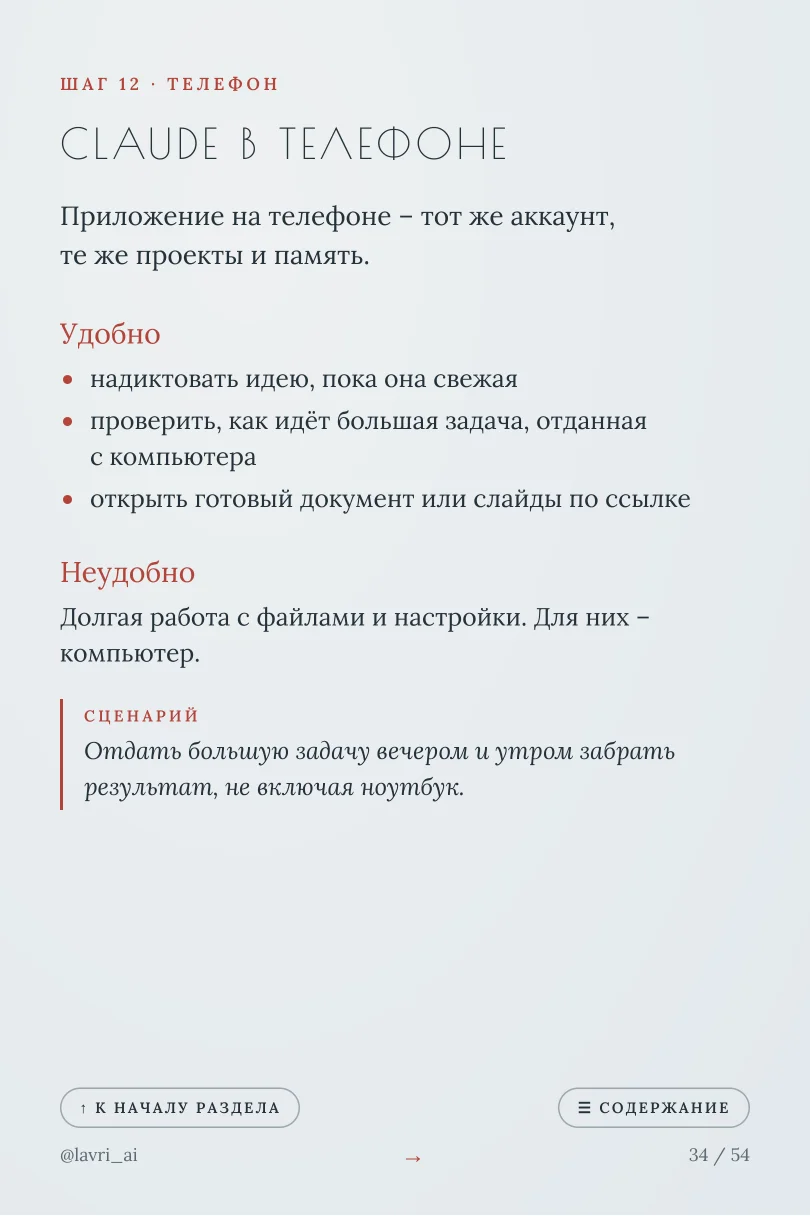 ШАГ 12 · ТЕЛЕФОН
CLAUDE В ТЕЛЕФОНЕ
Приложение на телефоне – тот же аккаунт,
те же проекты и память.
Удобно
• надиктовать идею, пока она свежая
• проверить, как идёт большая задача, отданная
с компьютера
• открыть готовый документ или слайды по ссылке
Неудобно
Долгая работа с файлами и настройки. Для них –
компьютер.
СЦЕНАРИЙ
Отдать большую задачу вечером и утром забрать
результат, не включая ноутбук.
↑ К НАЧАЛУ РАЗДЕЛА
☰ СОДЕРЖАНИЕ
@lavri_ai
→
34 / 54